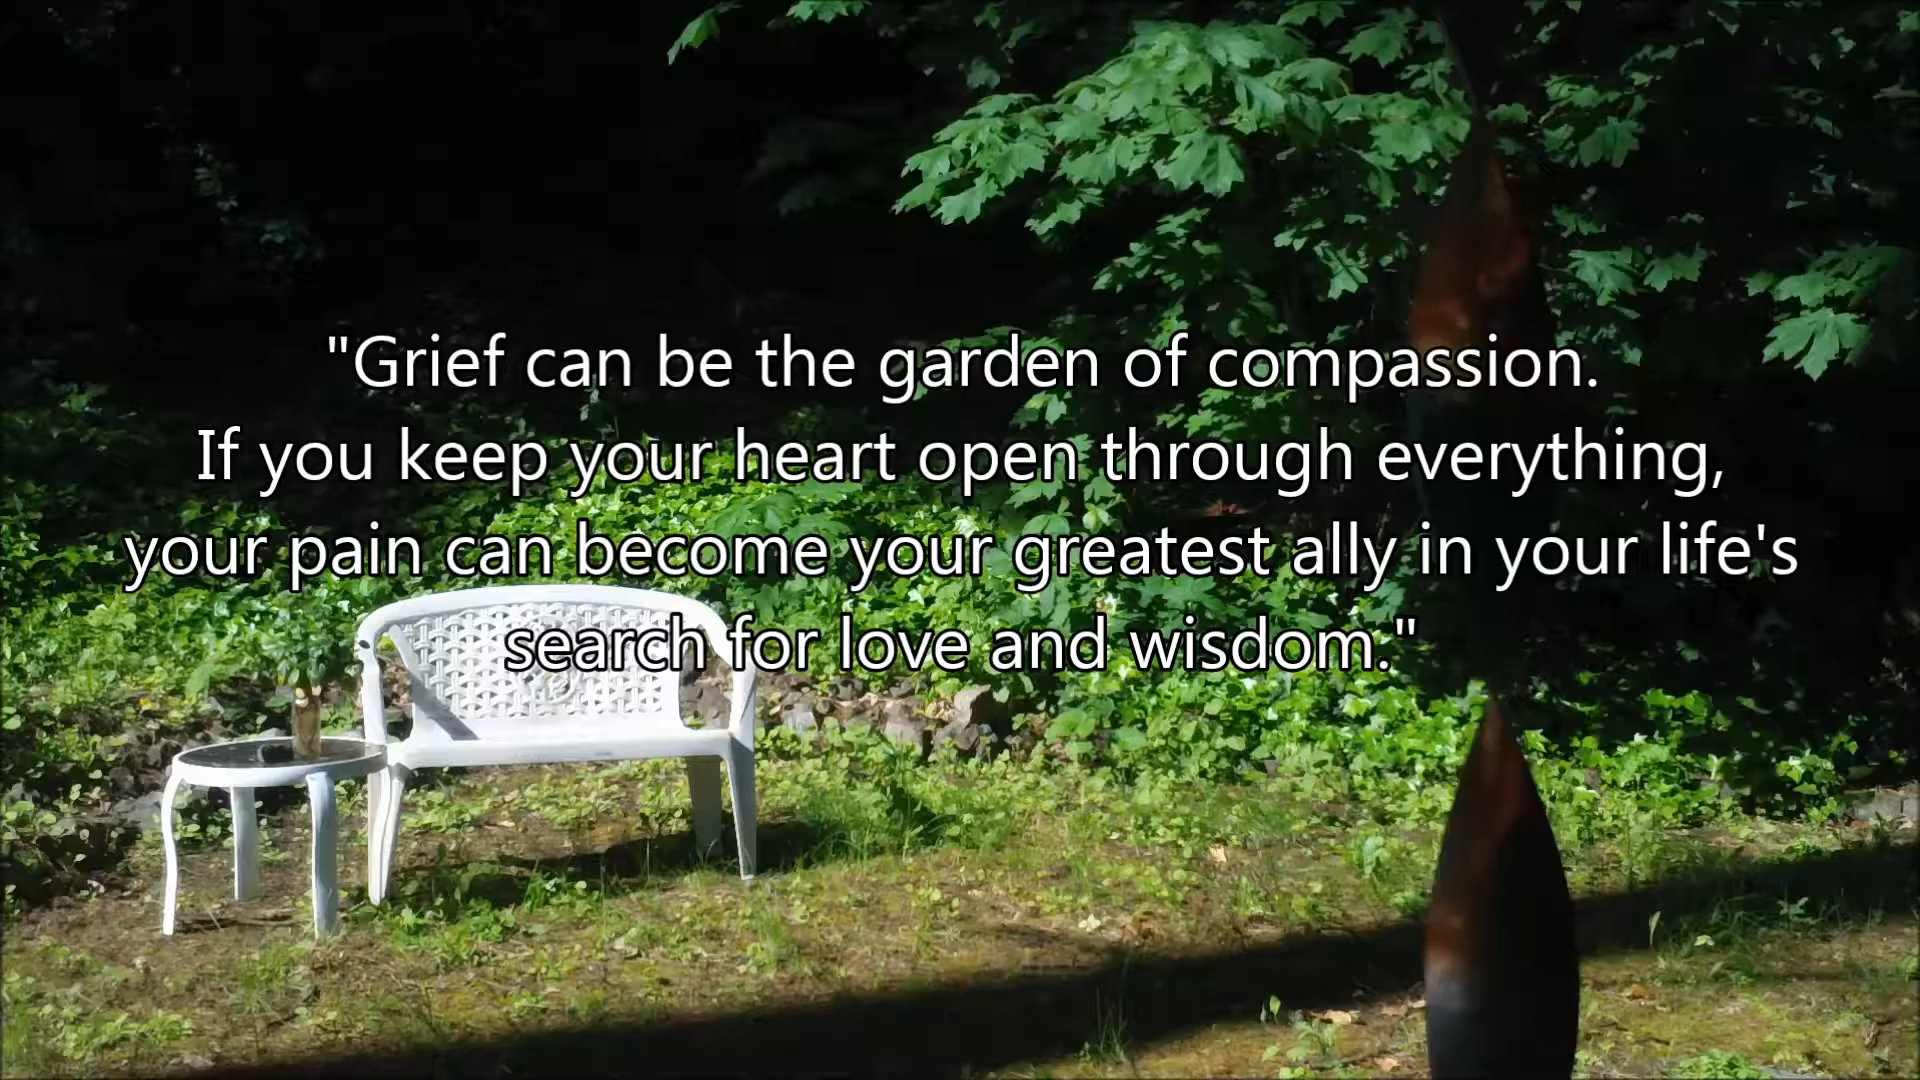 "Grief can be the garden of compassion.
If you keep your heart open through everything,
your pain can become your greatest ally in your life's
search for love and wisdom."